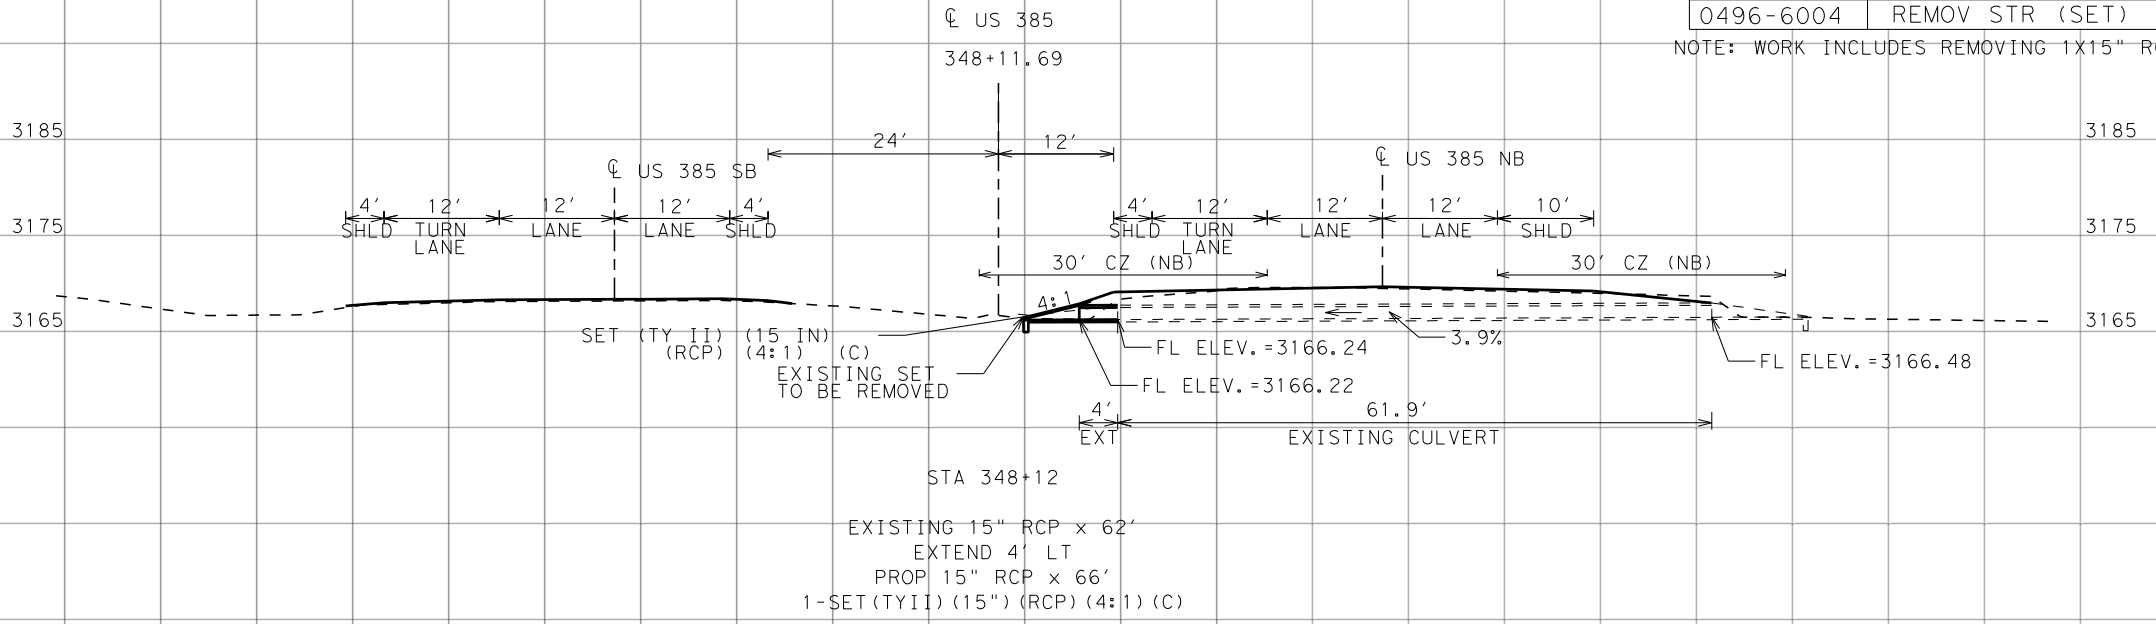 ℄ US 385
348+11.69
0496-6004 REMOV STR (SET)
NOTE: WORK INCLUDES REMOVING 1X15"
3185
3185
24'
12'
℄ US 385 SB
℄ US 385 NB
4' 12' 12' 12' 4'
SHLD TURN LANE LANE LANE SHLD
4' 12' 12' 12' 10'
SHLD TURN LANE LANE LANE SHLD
3175
3175
30' CZ (NB)
30' CZ (NB)
4:1
3165
3165
SET (TY II) (15 IN)
(RCP) (4:1) (C)
EXISTING SET
TO BE REMOVED
FL ELEV.=3166.24
3.9%
FL ELEV.=3166.48
FL ELEV.=3166.22
4'
EXT
61.9'
EXISTING CULVERT
STA 348+12
EXISTING 15" RCP x 62'
EXTEND 4' LT
PROP 15" RCP x 66'
1-SET(TYII)(15")(RCP)(4:1)(C)